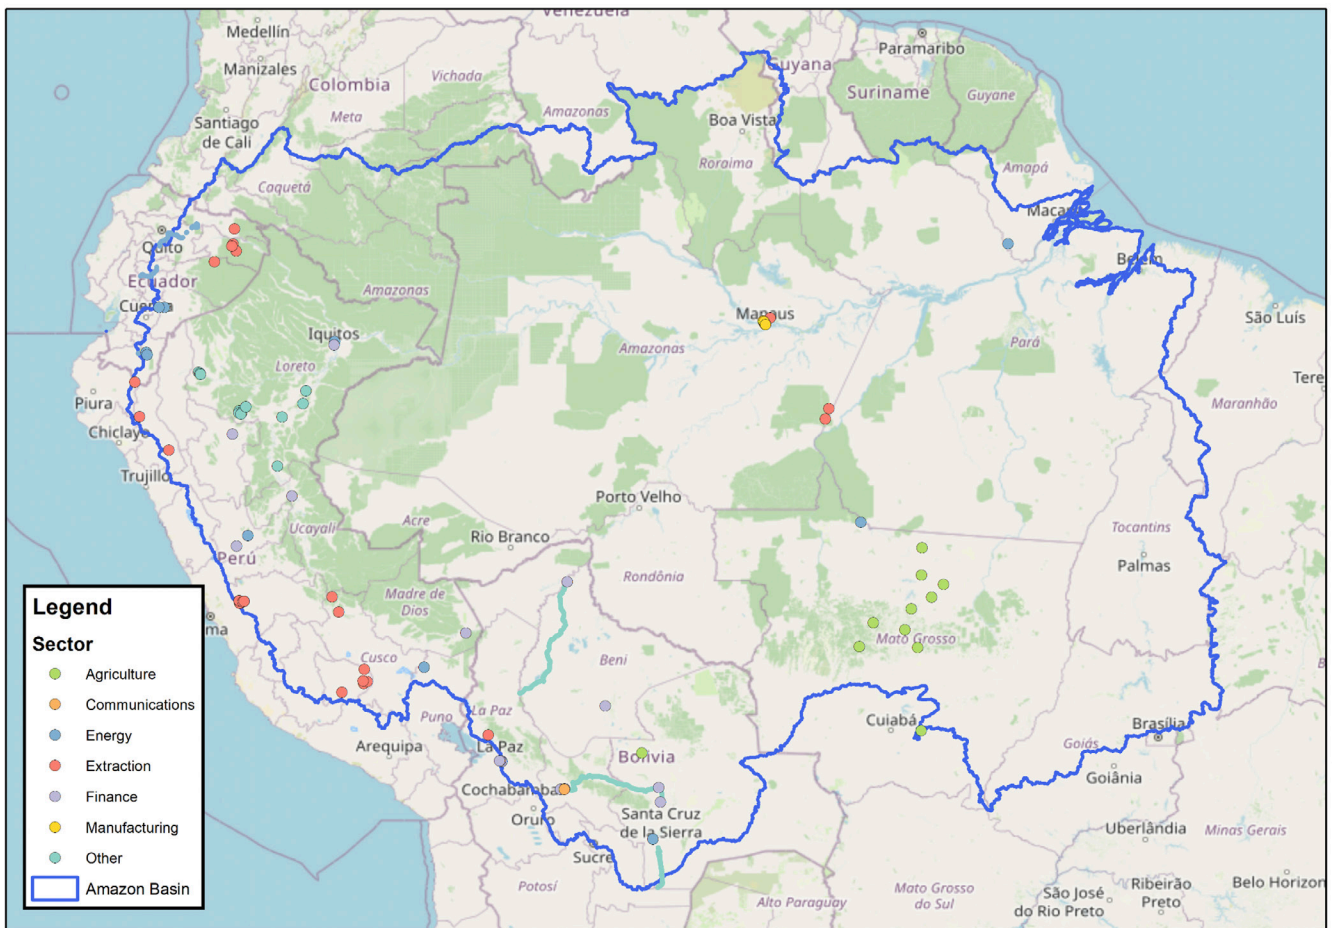 Venezuela
Medellín
Paramaribo
Guyana
Manizales
Colombia
Vichada
Suriname
Guyane
Meta
Amazonas
Boa Vista
Santiago
de Cali
Roraima
Amapá
Caquetá
Macap
Quito
Belém
Ecuador
Amazonas
Cuenca
Manaus
São Luís
Iquitos
Amazonas
Pará
Loreto
Tere
Piura
Maranhão
Chiclayo
Trujillo
Porto Velho
Ucayali
Acre
Rio Branco
Tocantins
Perú
Palmas
Rondônia
Madre de
Dios
ma
Mato Grosso
Cusco
Beni
B
La Paz
Puno
Cuiabá
Brasília
Arequipa
La Paz
Goiás
Bolivia
Goiânia
Cochabamba
Oruro
Santa Cruz
de la Sierra
Uberlândia
Minas Gerais
Sucre
Potosí
Mato Grosso
do Sul
Alto Paraguay
São José
do Rio Preto
Ribeirão
Preto
Belo Horizon
Legend
Sector
Agriculture
Communications
Energy
Extraction
Finance
Manufacturing
Other
Amazon Basin